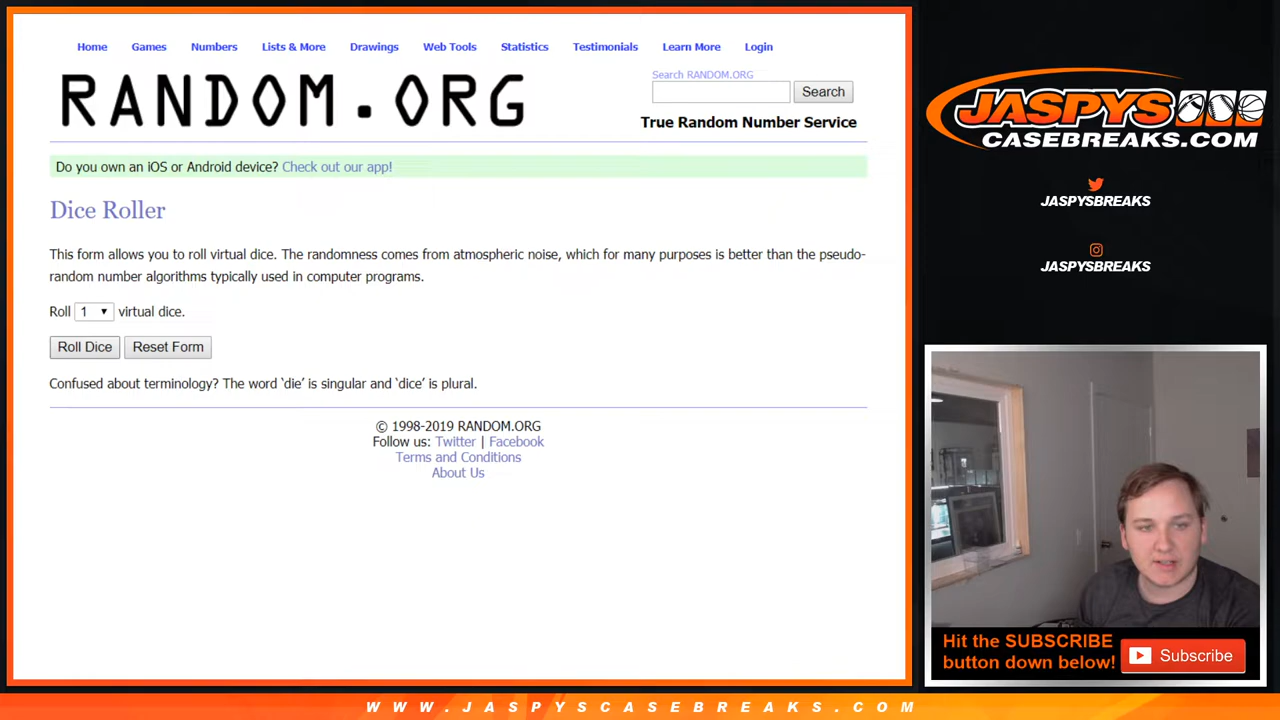 Home Games Numbers Lists & More Drawings Web Tools Statistics Testimonials Learn More Login
RANDOM.ORG
Search RANDOM.ORG
Search
True Random Number Service
Do you own an iOS or Android device? Check out our app!
Dice Roller
This form allows you to roll virtual dice. The randomness comes from atmospheric noise, which for many purposes is better than the pseudo-
random number algorithms typically used in computer programs.
Roll 1 virtual dice.
Roll Dice Reset Form
Confused about terminology? The word ‘die’ is singular and ‘dice’ is plural.
© 1998-2019 RANDOM.ORG
Follow us: Twitter | Facebook
Terms and Conditions
About Us
JASPYS
CASEBREAKS.COM
JASPYSBREAKS
JASPYSBREAKS
Hit the SUBSCRIBE
button down below!
Subscribe
WWW.JASPYSCASEBREAKS.COM